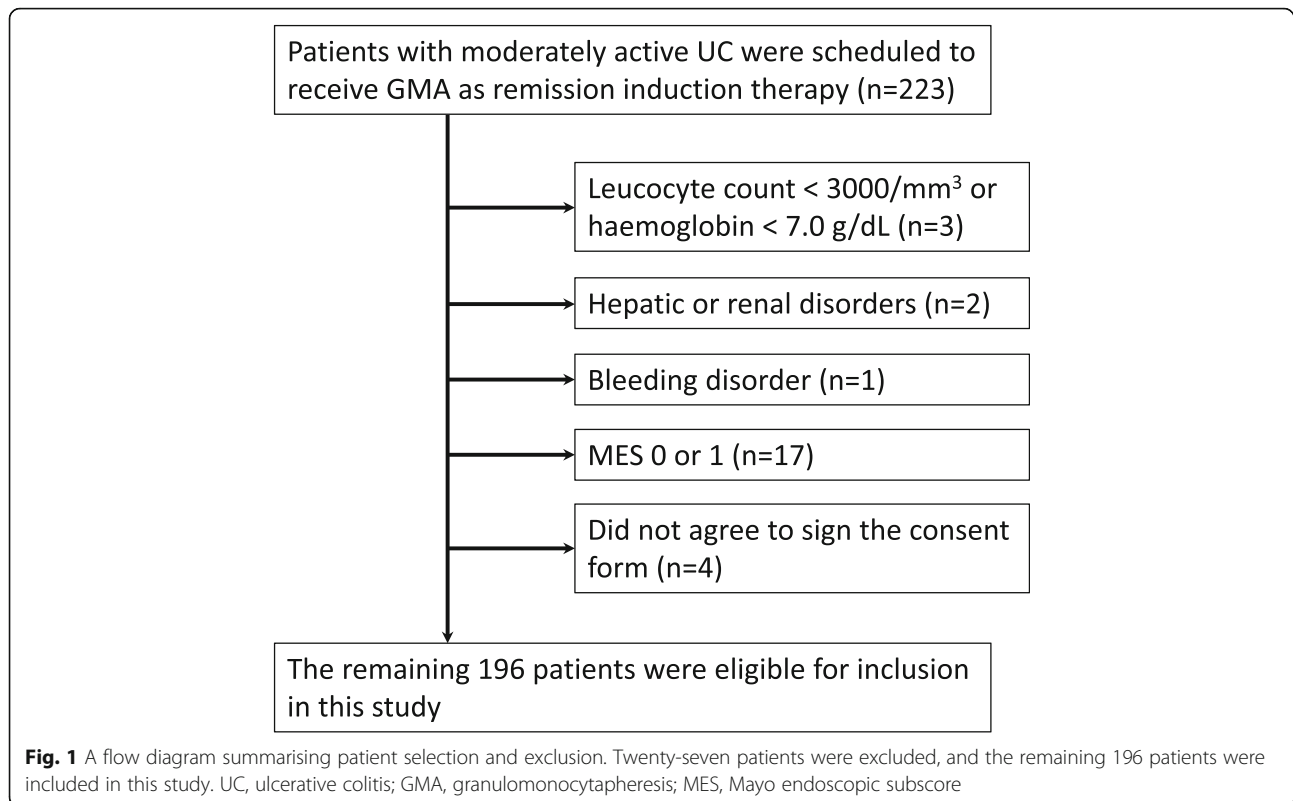 Patients with moderately active UC were scheduled to
receive GMA as remission induction therapy (n=223)
Leucocyte count < 3000/mm³ or
haemoglobin < 7.0 g/dL (n=3)
Hepatic or renal disorders (n=2)
Bleeding disorder (n=1)
MES 0 or 1 (n=17)
Did not agree to sign the consent
form (n=4)
The remaining 196 patients were eligible for inclusion
in this study
Fig. 1 A flow diagram summarising patient selection and exclusion. Twenty-seven patients were excluded, and the remaining 196 patients were
included in this study. UC, ulcerative colitis; GMA, granulomonocytapheresis; MES, Mayo endoscopic subscore